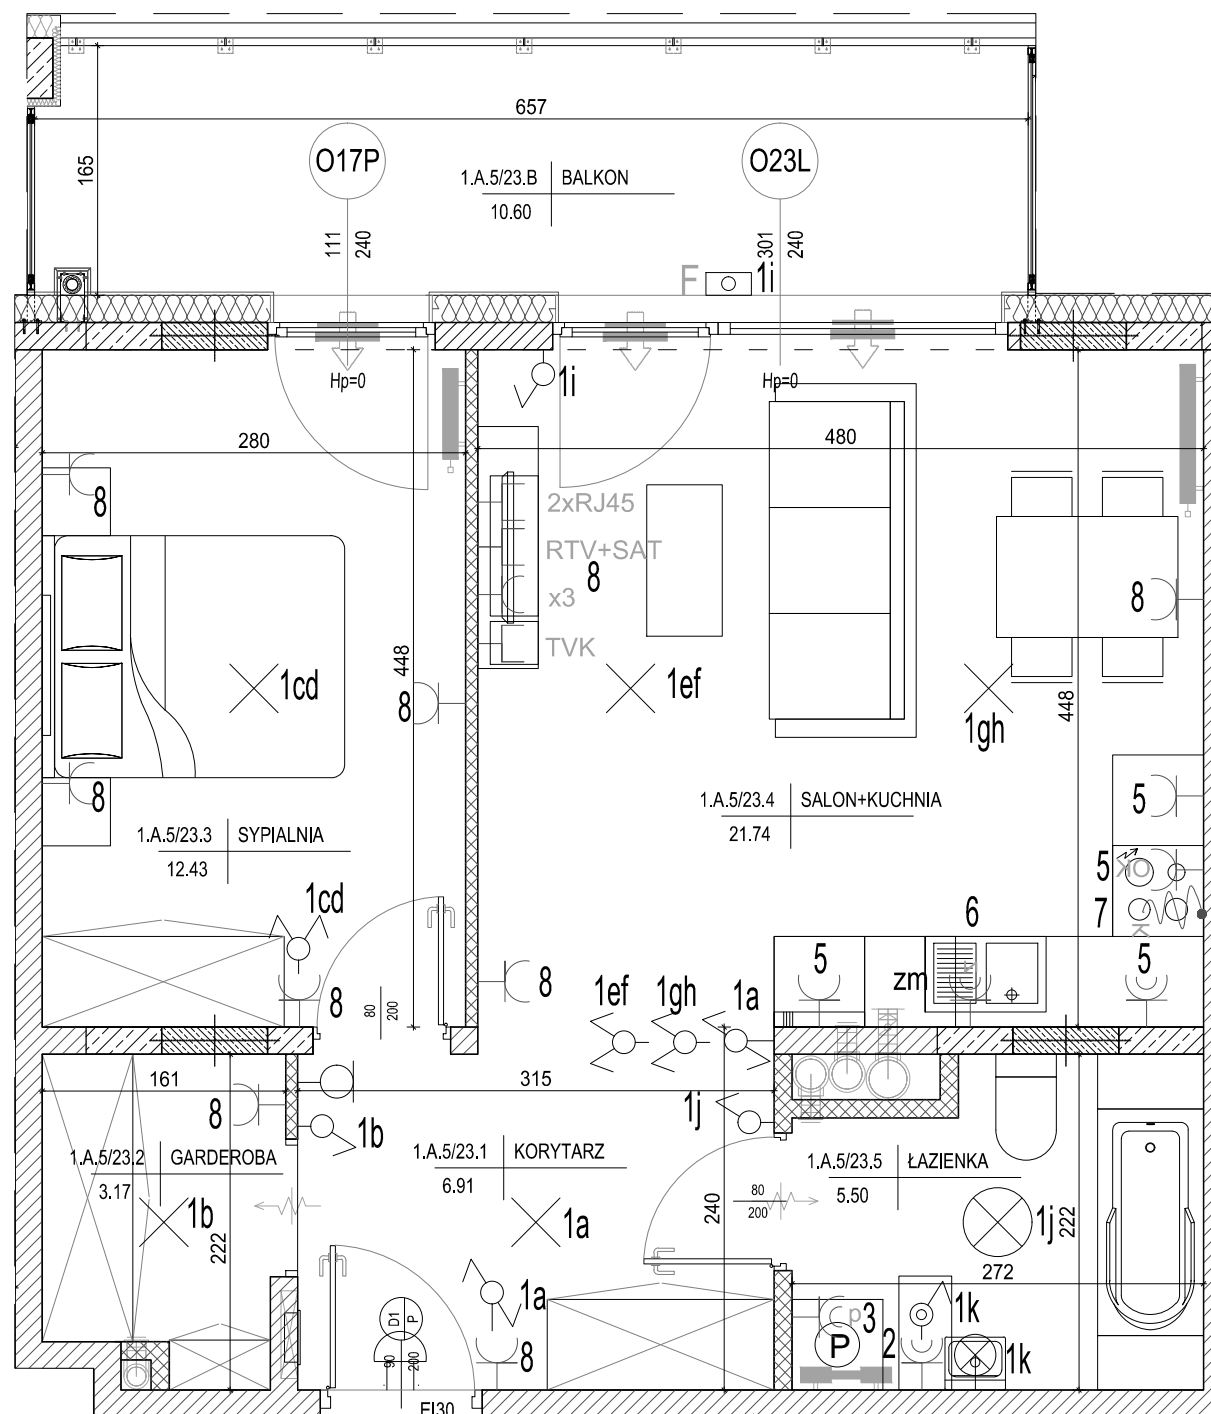 657
O17P
O23L
165
1.A.5/23.B BALKON
10.60
111
240
301
240
F
1i
Hp=0
1i
Hp=0
280
480
8
2xRJ45
RTV+SAT
8
x3
TVK
8
448
1cd
8
1ef
1gh
448
8
1.A.5/23.3 SYPIALNIA
12.43
1.A.5/23.4 SALON+KUCHNIA
21.74
5
5
OK
7
K
1cd
6
5
zm
5
8
80
200
8
1ef
1gh
1a
161
315
8
1b
1j
1.A.5/23.2 GARDEROBA
3.17
1.A.5/23.1 KORYTARZ
6.91
1.A.5/23.5 ŁAZIENKA
5.50
80
200
1b
222
1a
240
1j
222
272
1a
D1
P
90
200
8
p
3
P
2
1k
1k
EI30